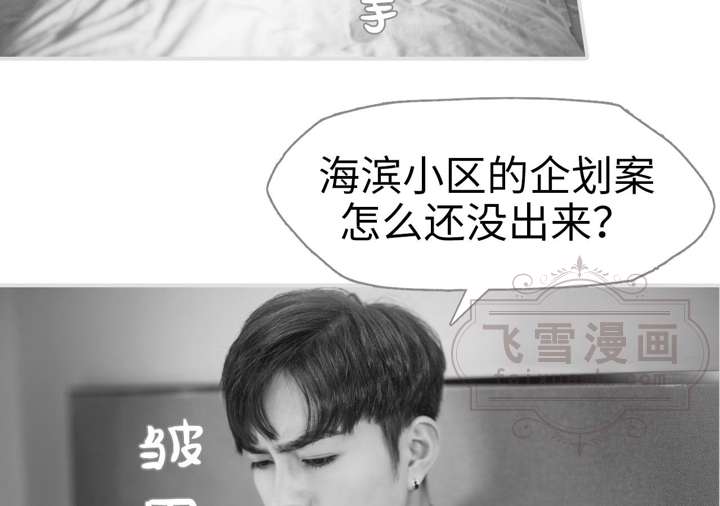 手
海滨小区的企划案
怎么还没出来？
飞雪漫画
皱